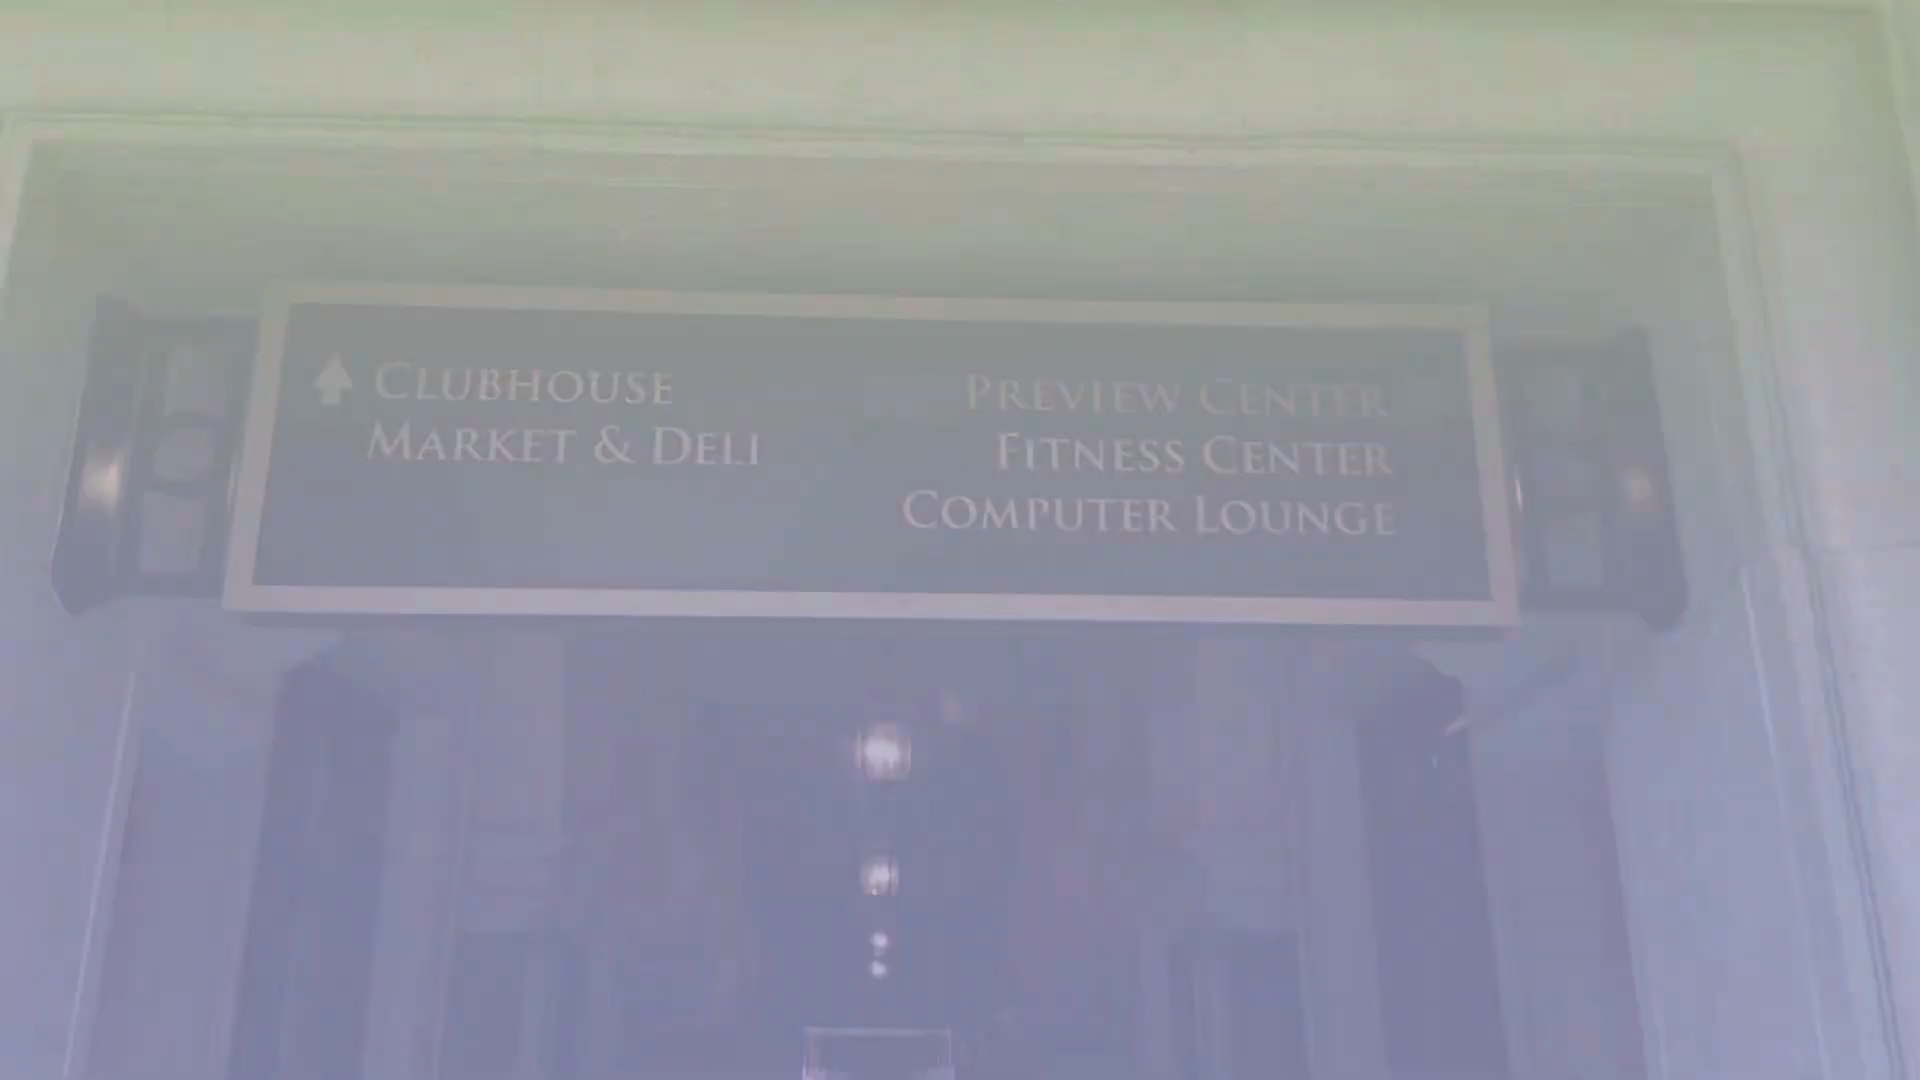 CLUBHOUSE
MARKET & DELI
PREVIEW CENTER
FITNESS CENTER
COMPUTER LOUNGE